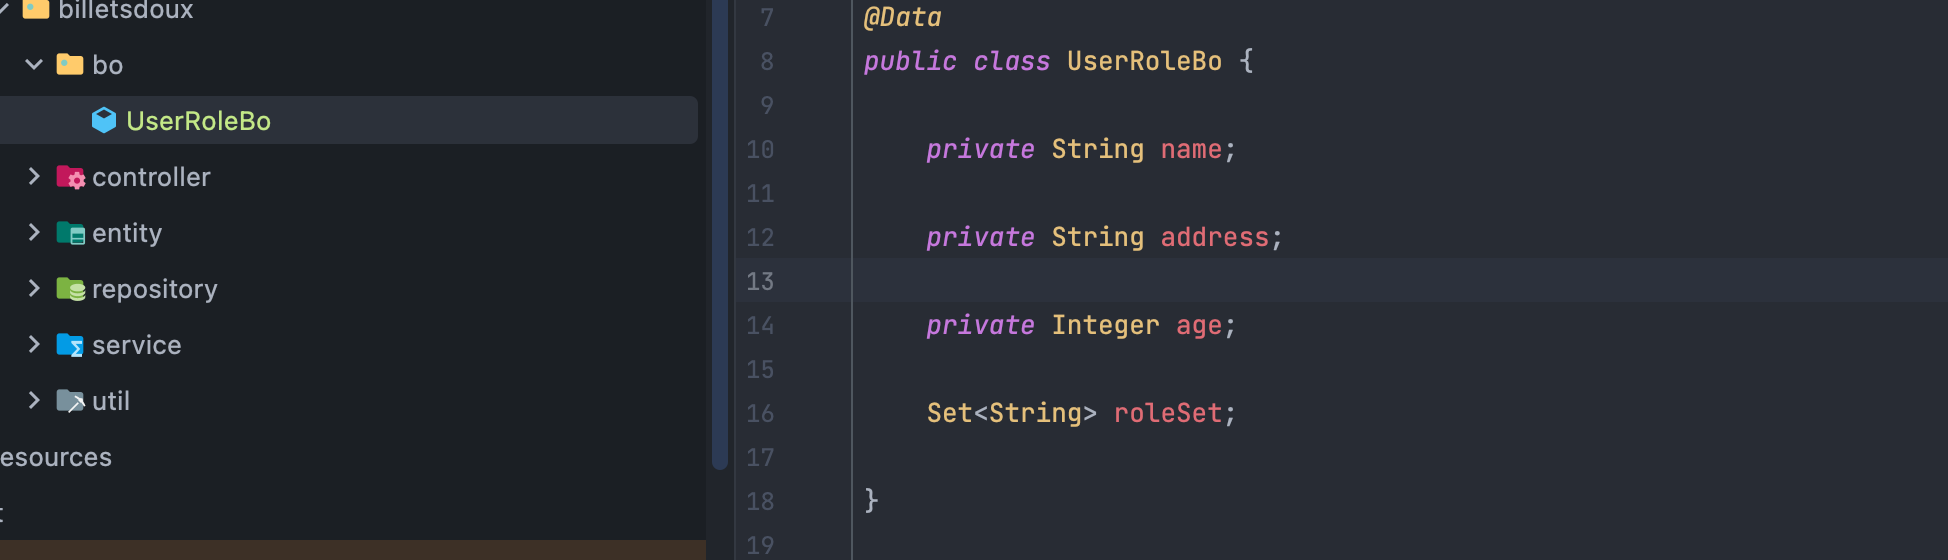 billetsdoux
bo
UserRoleBo
controller
entity
repository
service
util
esources
t
7 @Data
8 public class UserRoleBo {
9
10 private String name;
11
12 private String address;
13
14 private Integer age;
15
16 Set<String> roleSet;
17
18 }
19